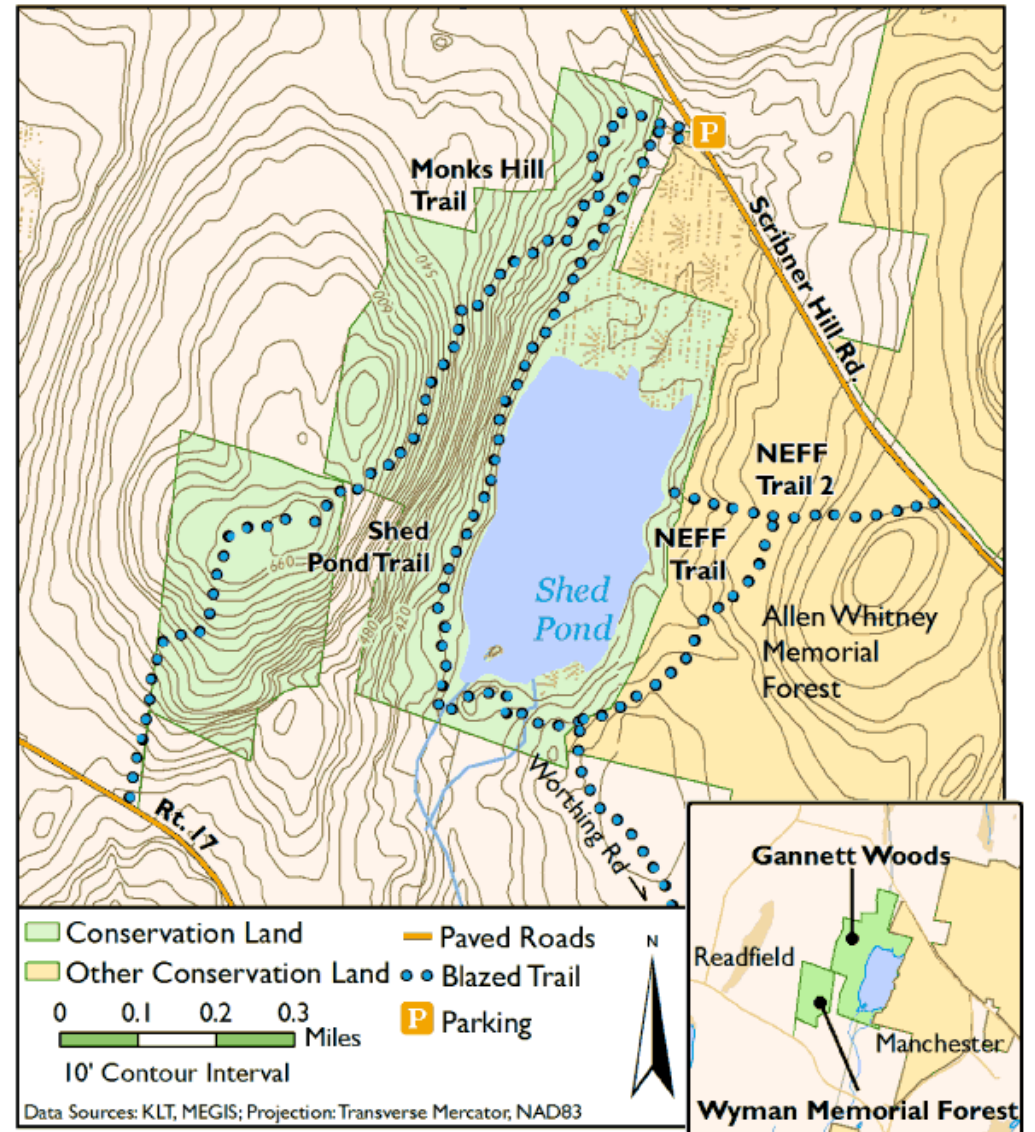 P
Monks Hill
Trail
Scribner Hill Rd.
540
600
NEFF
Trail 2
Shed
Pond Trail
NEFF
Trail
660
Shed
Pond
480
420
Allen Whitney
Memorial
Forest
Worthing Rd
Rt. 17
Gannett Woods
Readfield
Manchester
Wyman Memorial Forest
Conservation Land
Other Conservation Land
0 0.1 0.2 0.3
Miles
10' Contour Interval
Paved Roads
Blazed Trail
P Parking
N
Data Sources: KLT, MEGIS; Projection: Transverse Mercator, NAD83